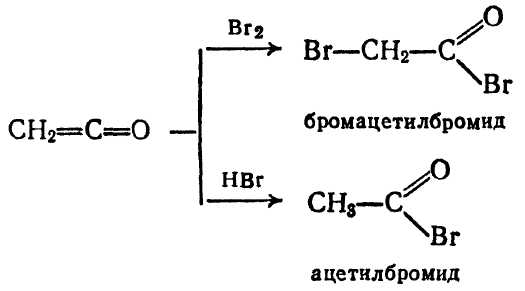 Br₂
Br—CH₂—C
O
Br
бромацетилбромид
CH₂=C=O
HBr
CH₃—C
O
Br
ацетилбромид